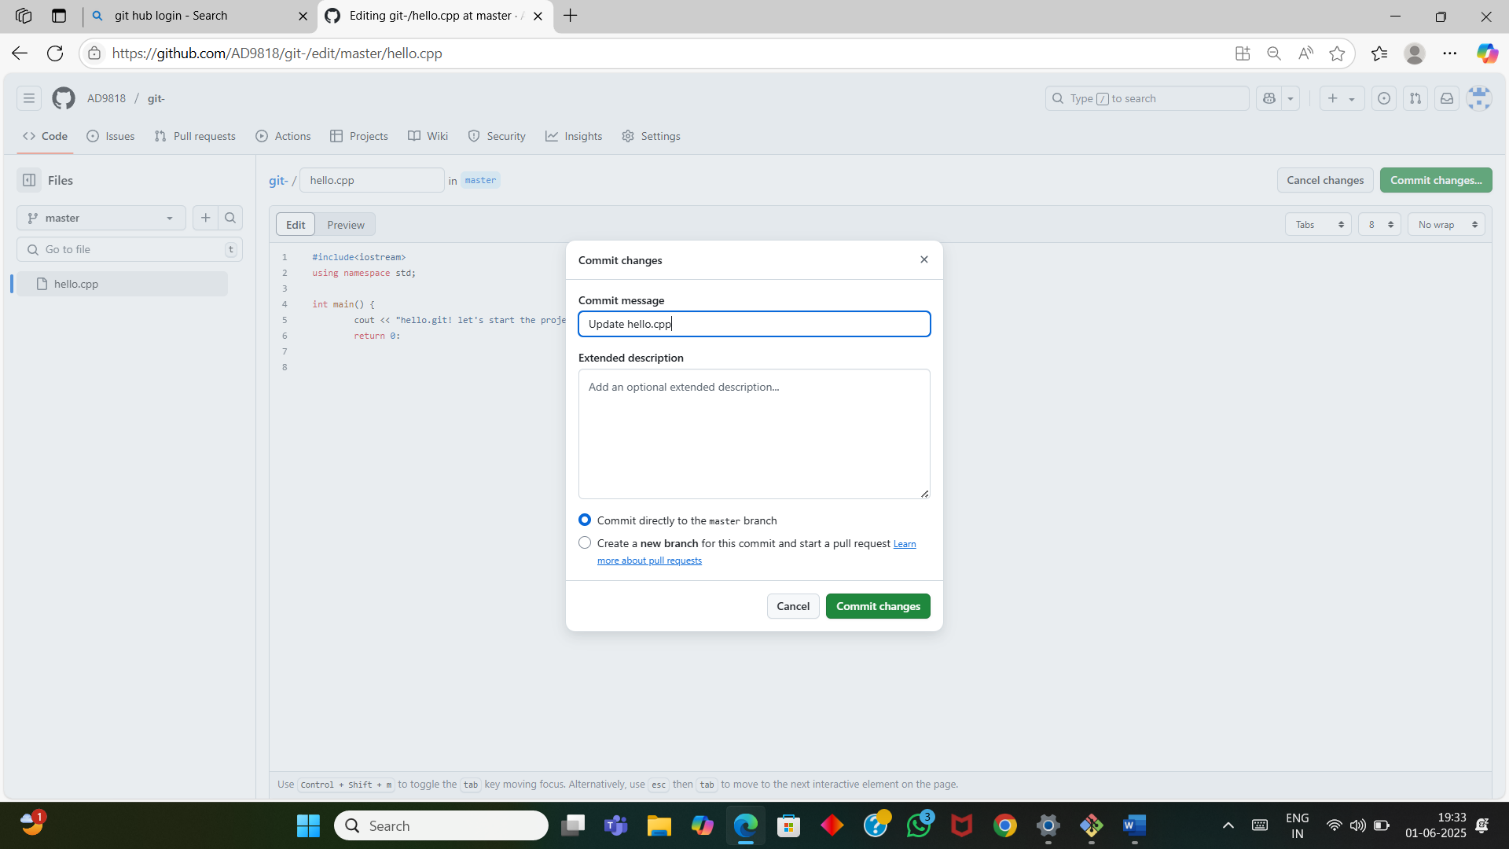 git hub login - Search
Editing git-/hello.cpp at master ·
https://github.com/AD9818/git-/edit/master/hello.cpp
AD9818 / git-
Type / to search
Code
Issues
Pull requests
Actions
Projects
Wiki
Security
Insights
Settings
Files
git- / hello.cpp in master
Cancel changes
Commit changes...
master
Go to file
t
hello.cpp
Edit
Preview
Tabs
8
No wrap
1 #include<iostream>
2 using namespace std;
3
4 int main() {
5 cout << "hello.git! let's start the proje
6 return 0:
7
8
Commit changes
Commit message
Update hello.cpp
Extended description
Add an optional extended description...
Commit directly to the master branch
Create a new branch for this commit and start a pull request Learn
more about pull requests
Cancel
Commit changes
Use Control + Shift + m to toggle the tab key moving focus. Alternatively, use esc then tab to move to the next interactive element on the page.
1
Search
3
ENG
IN
19:33
01-06-2025